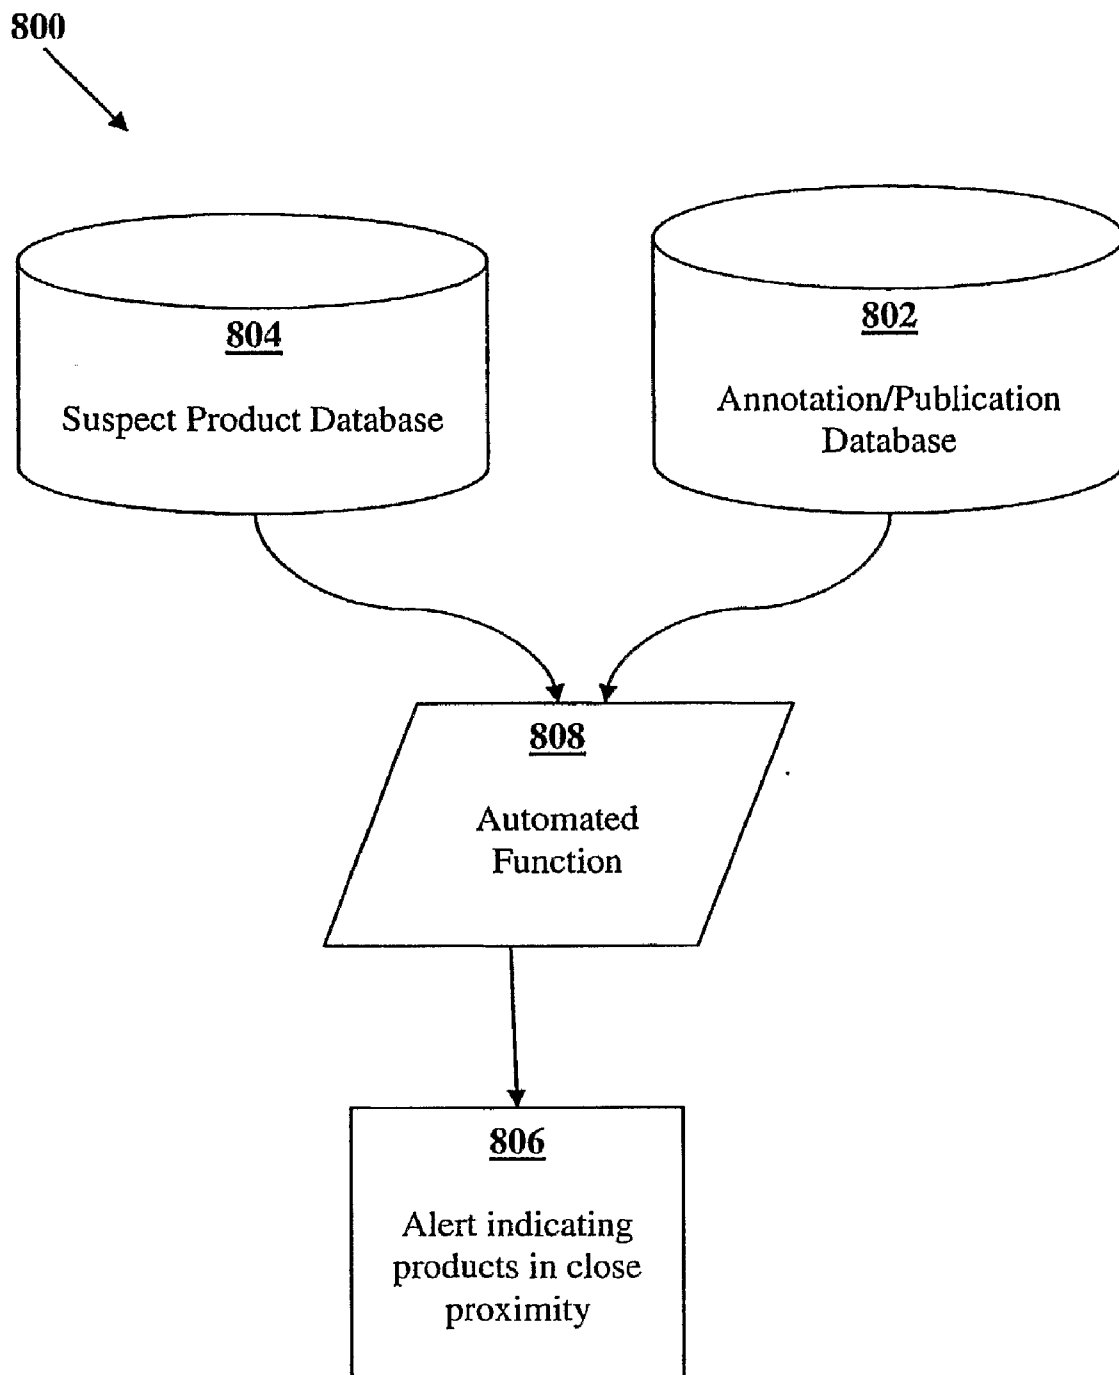 800
804
Suspect Product Database
802
Annotation/Publication
Database
808
Automated
Function
806
Alert indicating
products in close
proximity